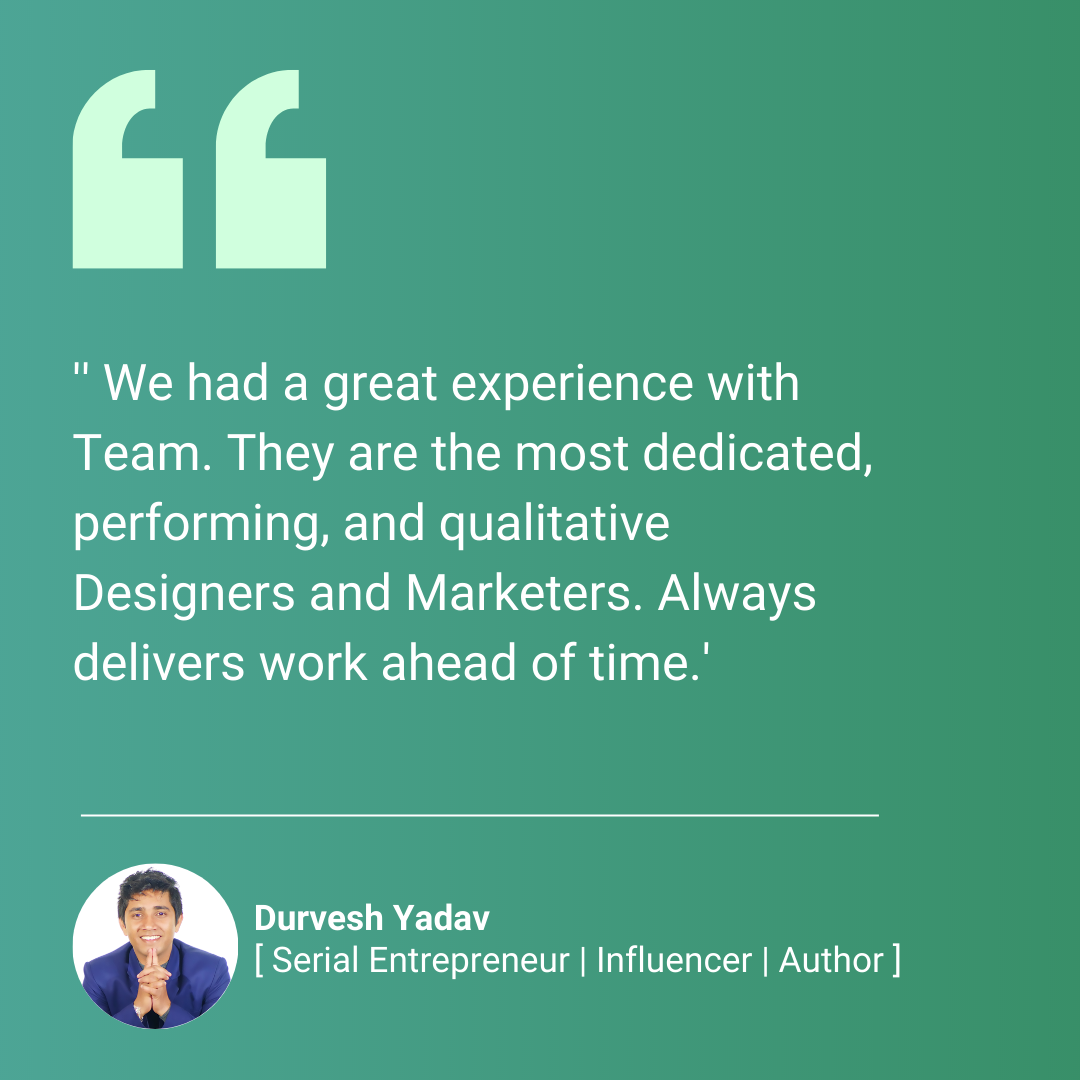 " We had a great experience with
Team. They are the most dedicated,
performing, and qualitative
Designers and Marketers. Always
delivers work ahead of time.'
Durvesh Yadav
[ Serial Entrepreneur | Influencer | Author ]